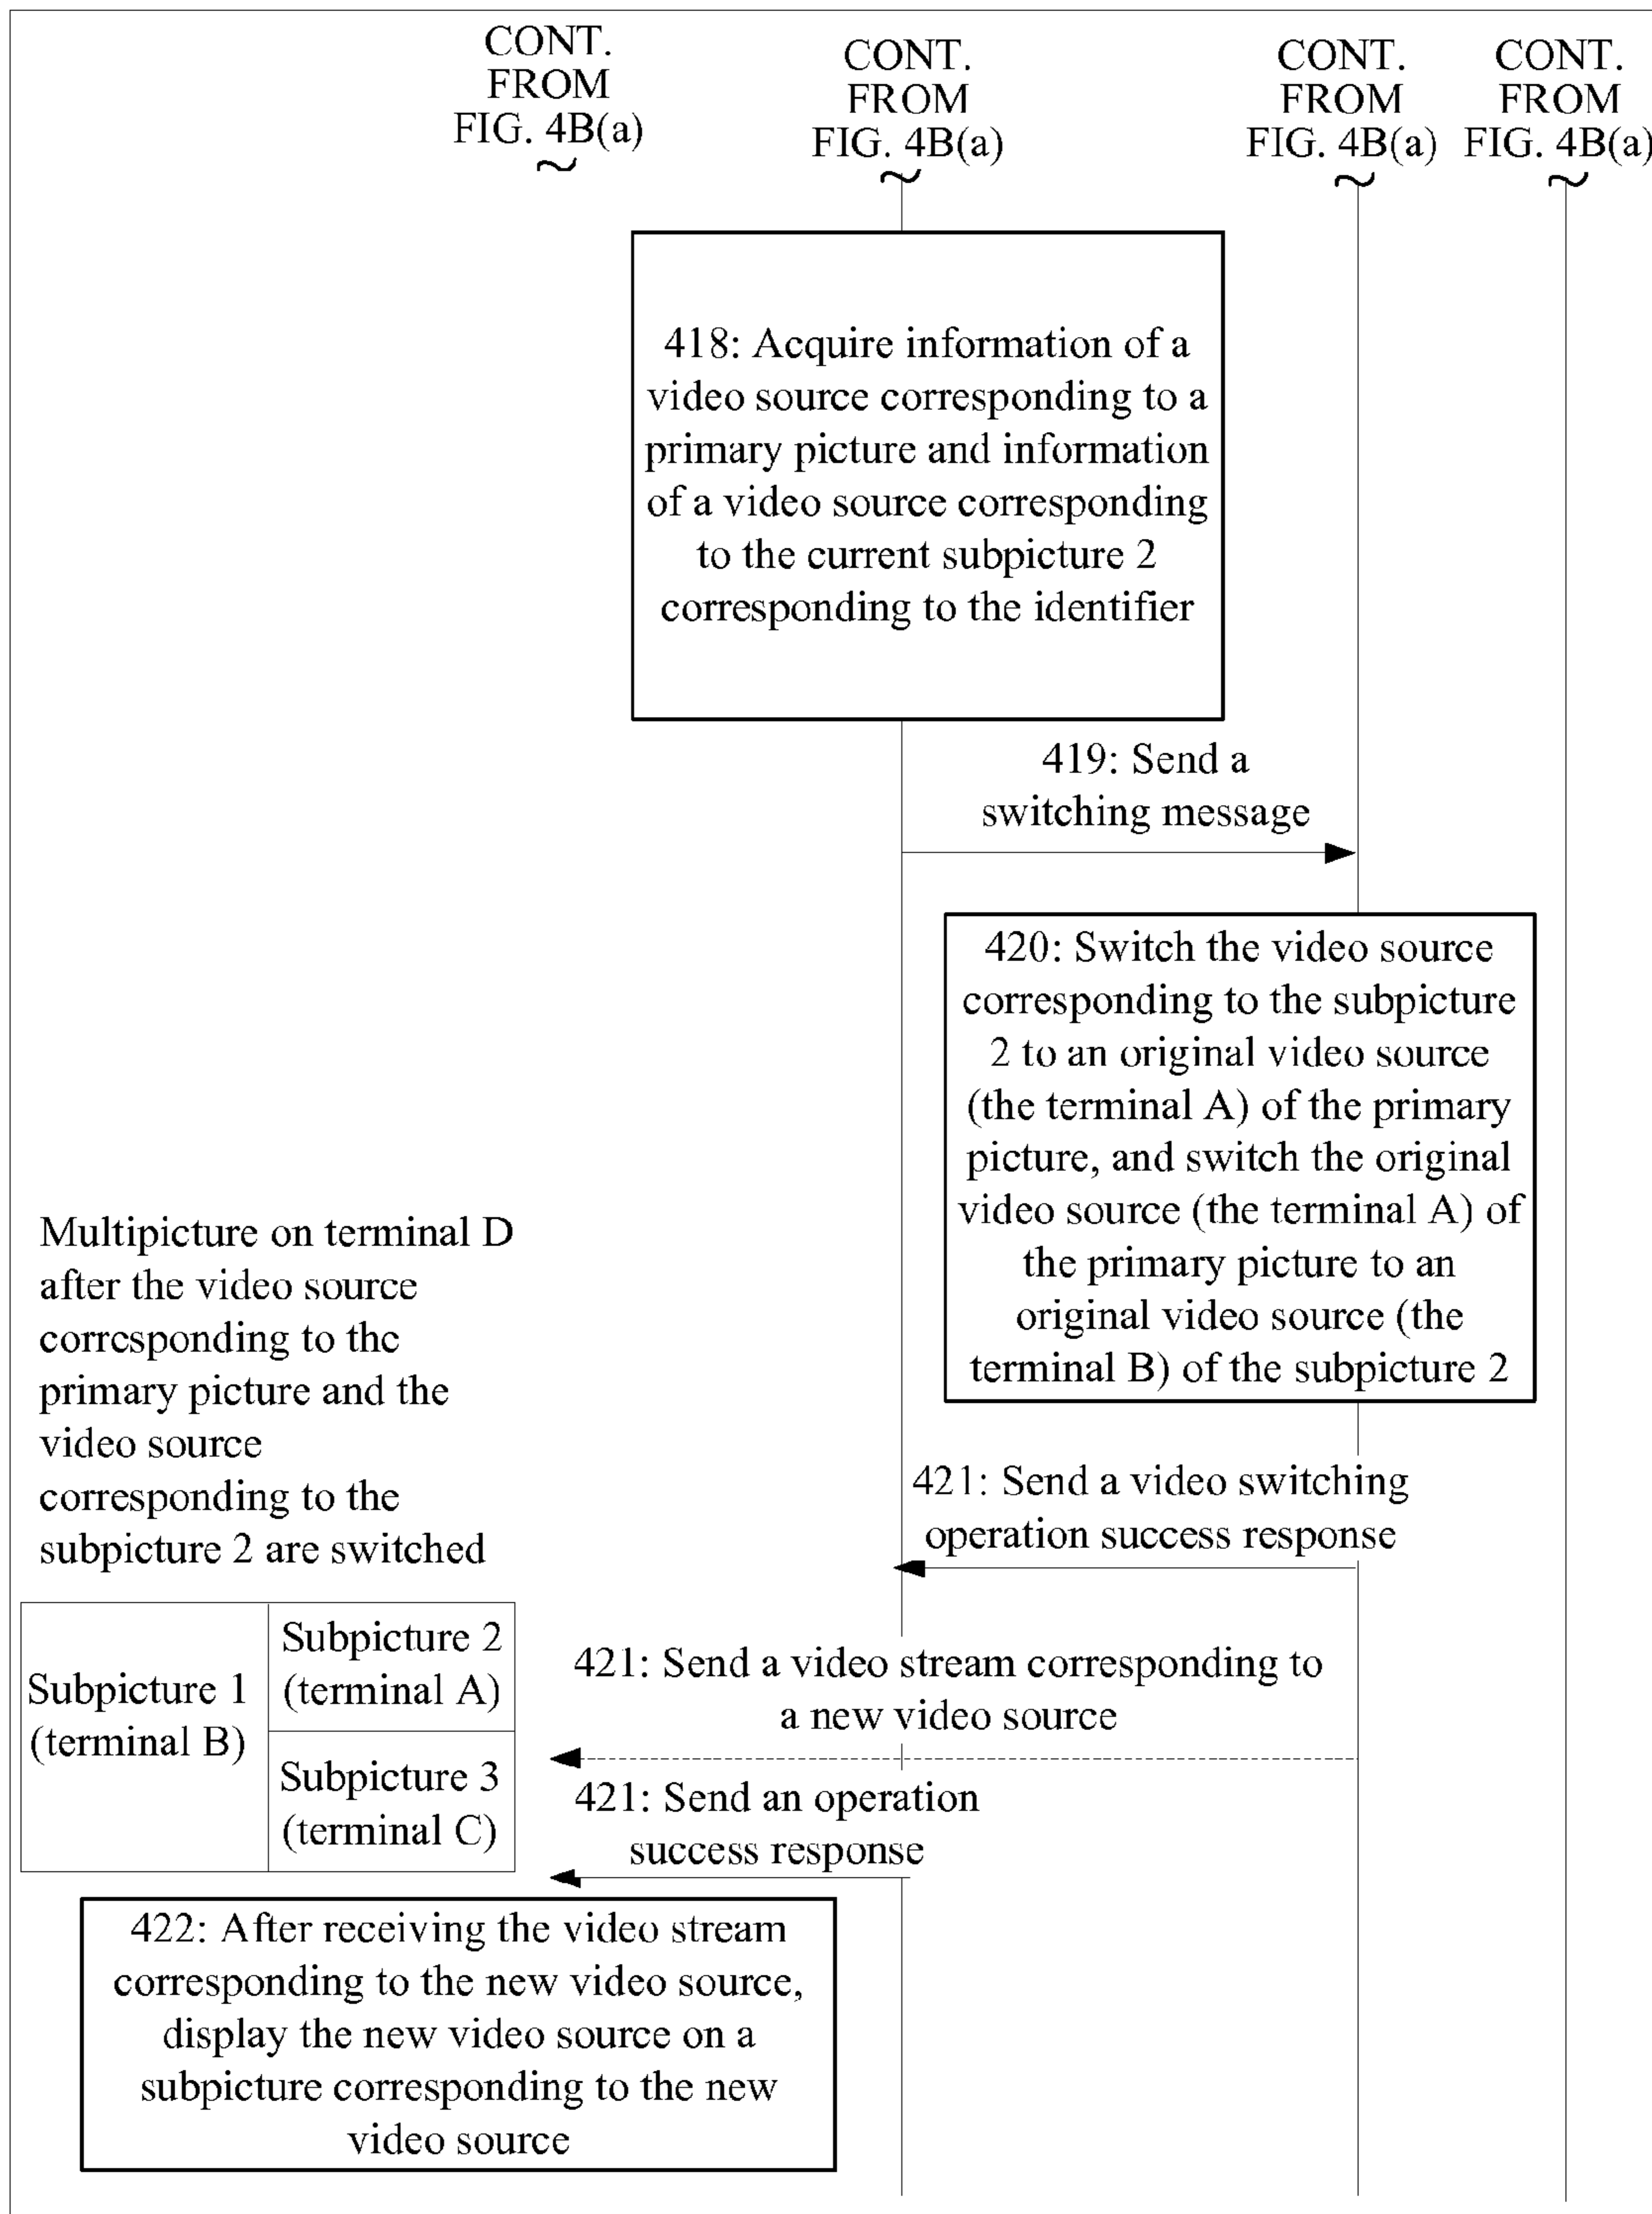 CONT.
FROM
FIG. 4B(a)
CONT.
FROM
FIG. 4B(a)
CONT.
FROM
FIG. 4B(a)
CONT.
FROM
FIG. 4B(a)
418: Acquire information of a
video source corresponding to a
primary picture and information
of a video source corresponding
to the current subpicture 2
corresponding to the identifier
419: Send a
switching message
420: Switch the video source
corresponding to the subpicture
2 to an original video source
(the terminal A) of the primary
picture, and switch the original
video source (the terminal A) of
the primary picture to an
original video source (the
terminal B) of the subpicture 2
Multipicture on terminal D
after the video source
corresponding to the
primary picture and the
video source
corresponding to the
subpicture 2 are switched
421: Send a video switching
operation success response
Subpicture 1
(terminal B)
Subpicture 2
(terminal A)
Subpicture 3
(terminal C)
421: Send a video stream corresponding to
a new video source
421: Send an operation
success response
422: After receiving the video stream
corresponding to the new video source,
display the new video source on a
subpicture corresponding to the new
video source